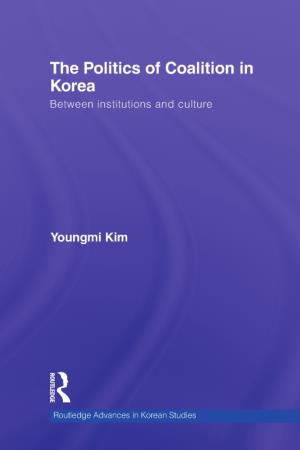 The Politics of Coalition in
Korea
Between institutions and culture
Youngmi Kim
ROUTLEDGE
Routledge Advances in Korean Studies